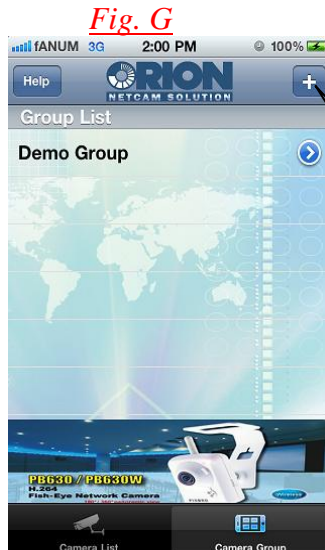 Fig. G
fANUM 3G 2:00 PM 100%
Help ORION +
NETCAM SOLUTION
Group List
Demo Group
PB630 / PB630W
H.264
Fish-Eye Network Camera
Camera List Camera Group